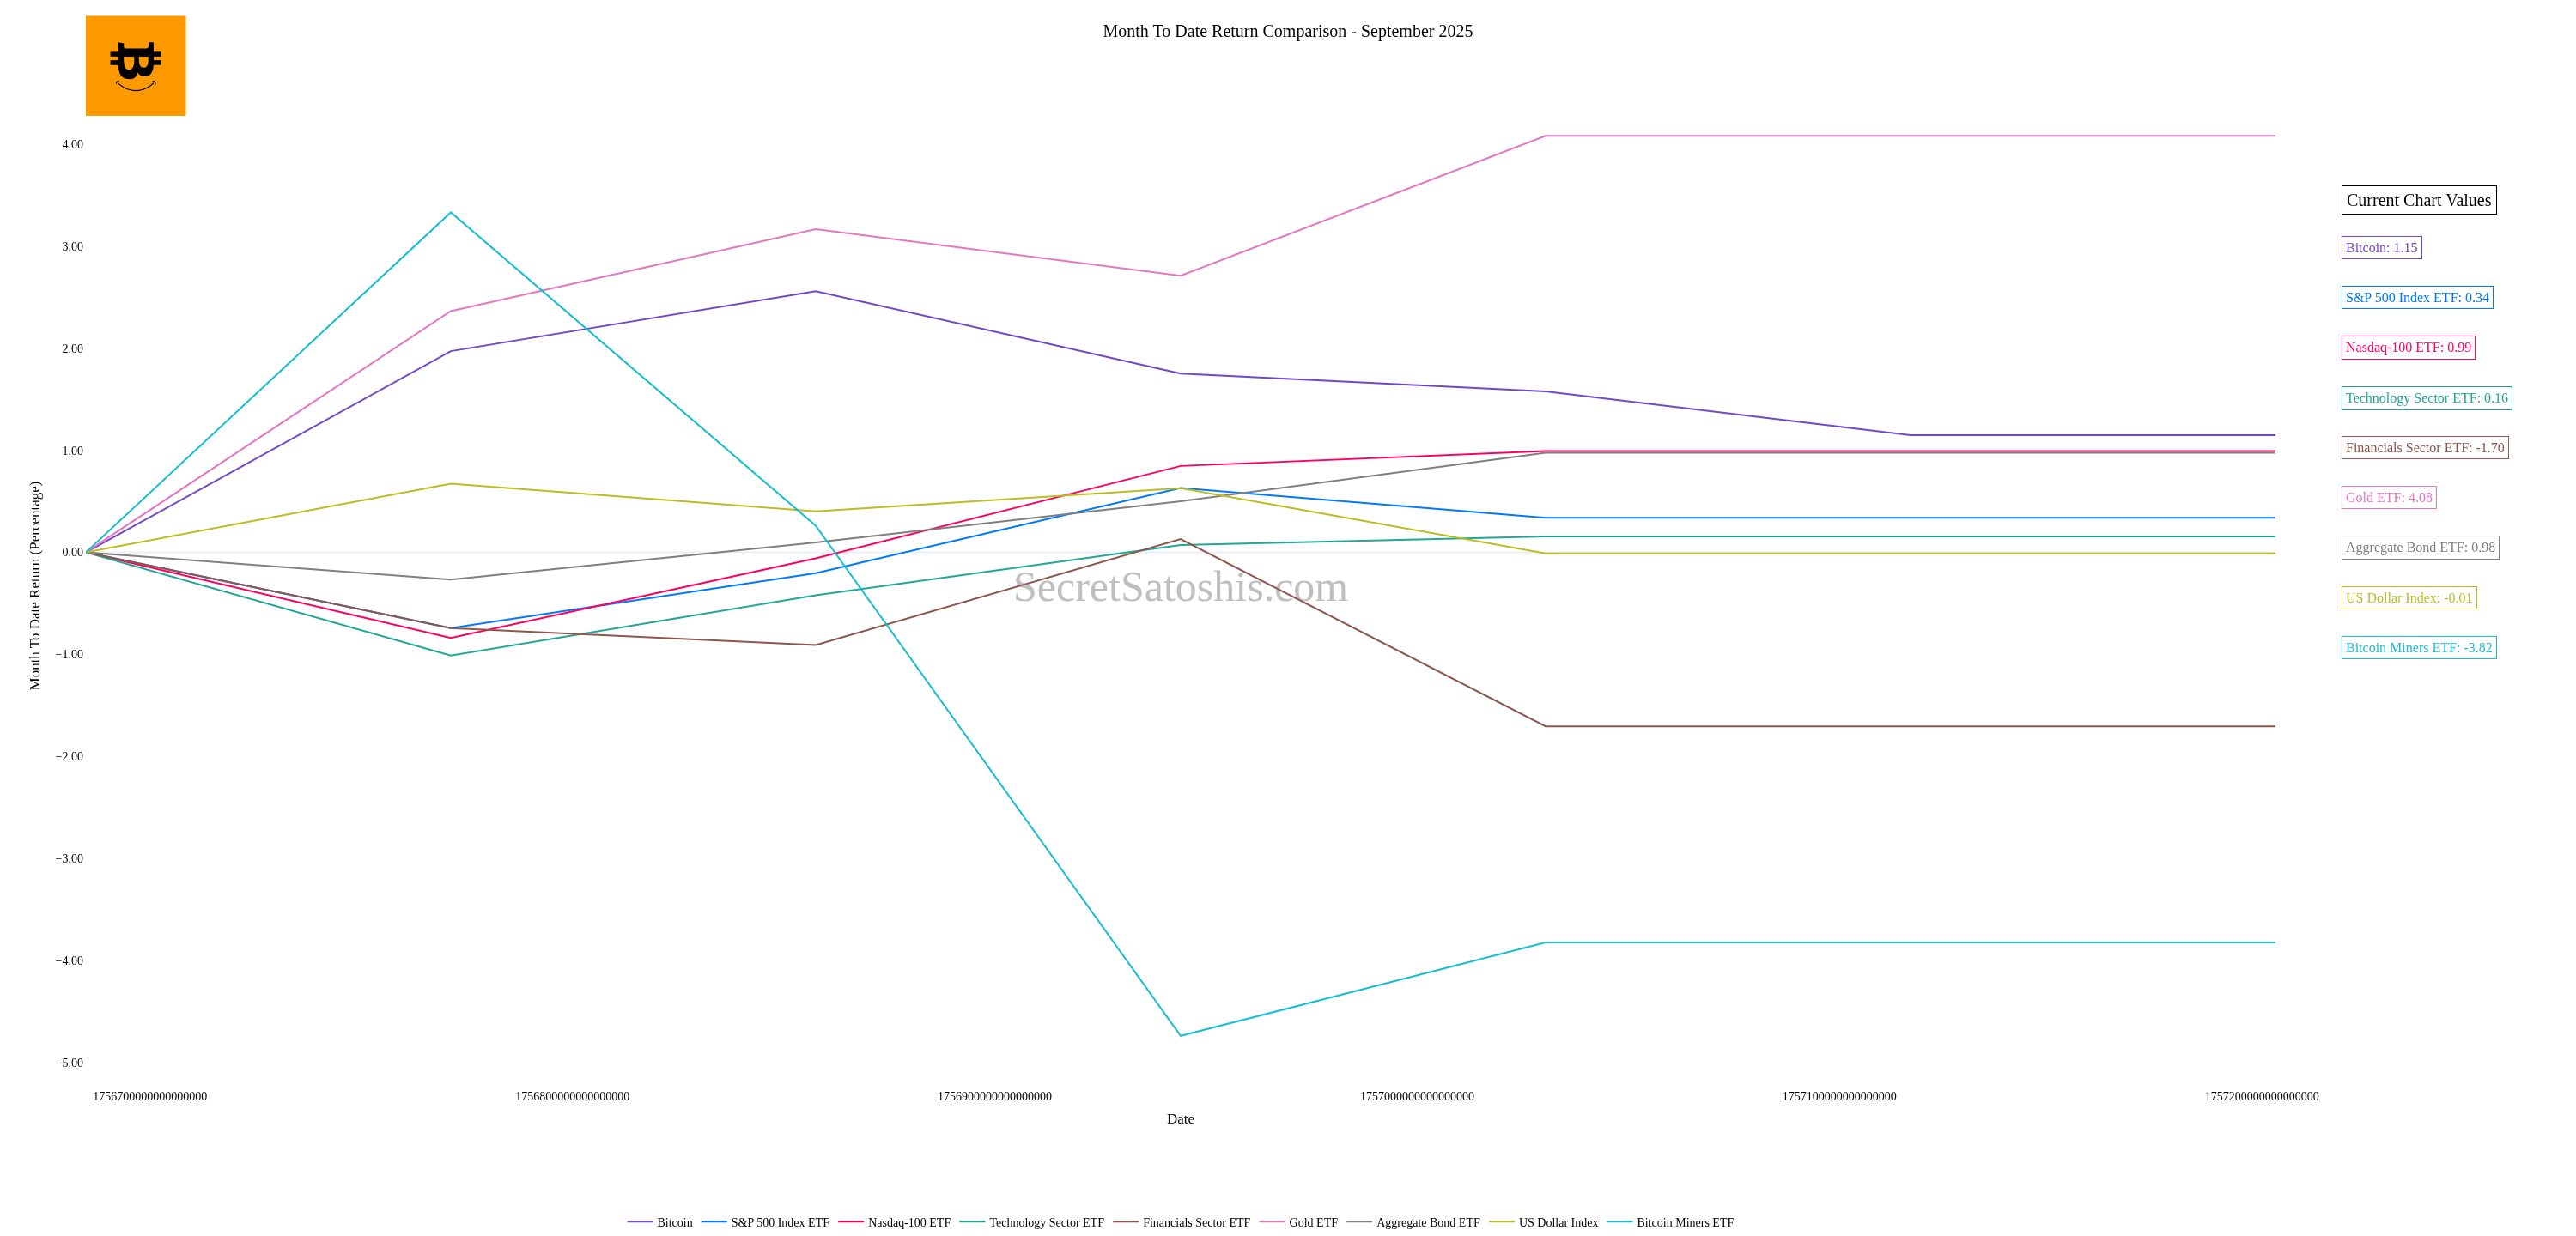 Month To Date Return Comparison - September 2025
4.00
3.00
2.00
1.00
0.00
−1.00
−2.00
−3.00
−4.00
−5.00
Month To Date Return (Percentage)
SecretSatoshis.com
Current Chart Values
Bitcoin: 1.15
S&P 500 Index ETF: 0.34
Nasdaq-100 ETF: 0.99
Technology Sector ETF: 0.16
Financials Sector ETF: -1.70
Gold ETF: 4.08
Aggregate Bond ETF: 0.98
US Dollar Index: -0.01
Bitcoin Miners ETF: -3.82
1756700000000000000 1756800000000000000 1756900000000000000 1757000000000000000 1757100000000000000 1757200000000000000
Date
Bitcoin S&P 500 Index ETF Nasdaq-100 ETF Technology Sector ETF Financials Sector ETF Gold ETF Aggregate Bond ETF US Dollar Index Bitcoin Miners ETF